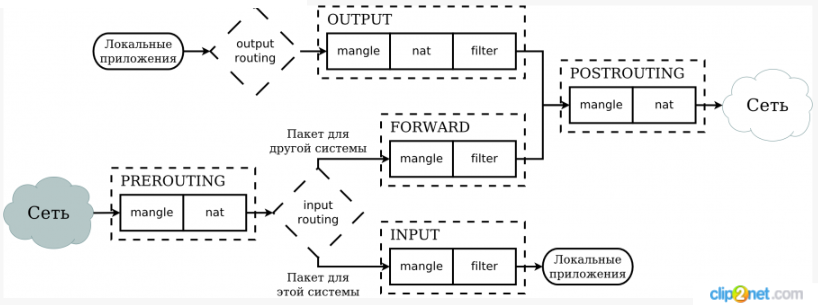 OUTPUT
Локальные
приложения
output
routing
mangle nat filter
POSTROUTING
mangle nat
Сеть
Пакет для
другой системы
FORWARD
mangle filter
PREROUTING
Сеть
mangle nat
input
routing
INPUT
mangle filter
Локальные
приложения
Пакет для
этой системы
clip2net.com